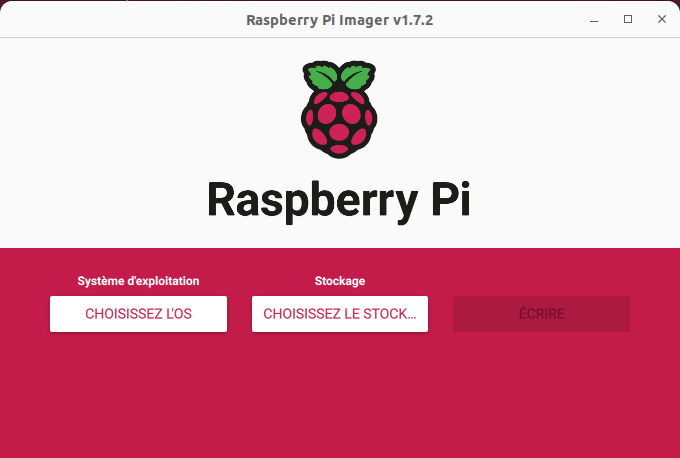 Raspberry Pi Imager v1.7.2
Raspberry Pi
Système d'exploitation
Stockage
CHOISISSEZ L'OS
CHOISISSEZ LE STOCK…
ÉCRIRE